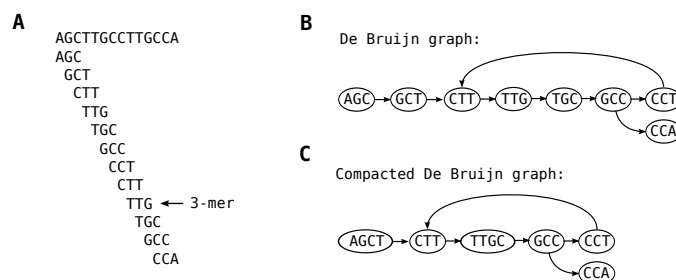 A
AGCTTGCCTTGCCA
AGC
GCT
CTT
TTG
TGC
GCC
CCT
CTT
TTG 3-mer
TGC
GCC
CCA
B
De Bruijn graph:
AGC GCT CTT TTG TGC GCC CCT
CCA
C
Compacted De Bruijn graph:
AGCT CTT TTGC GCC CCT
CCA